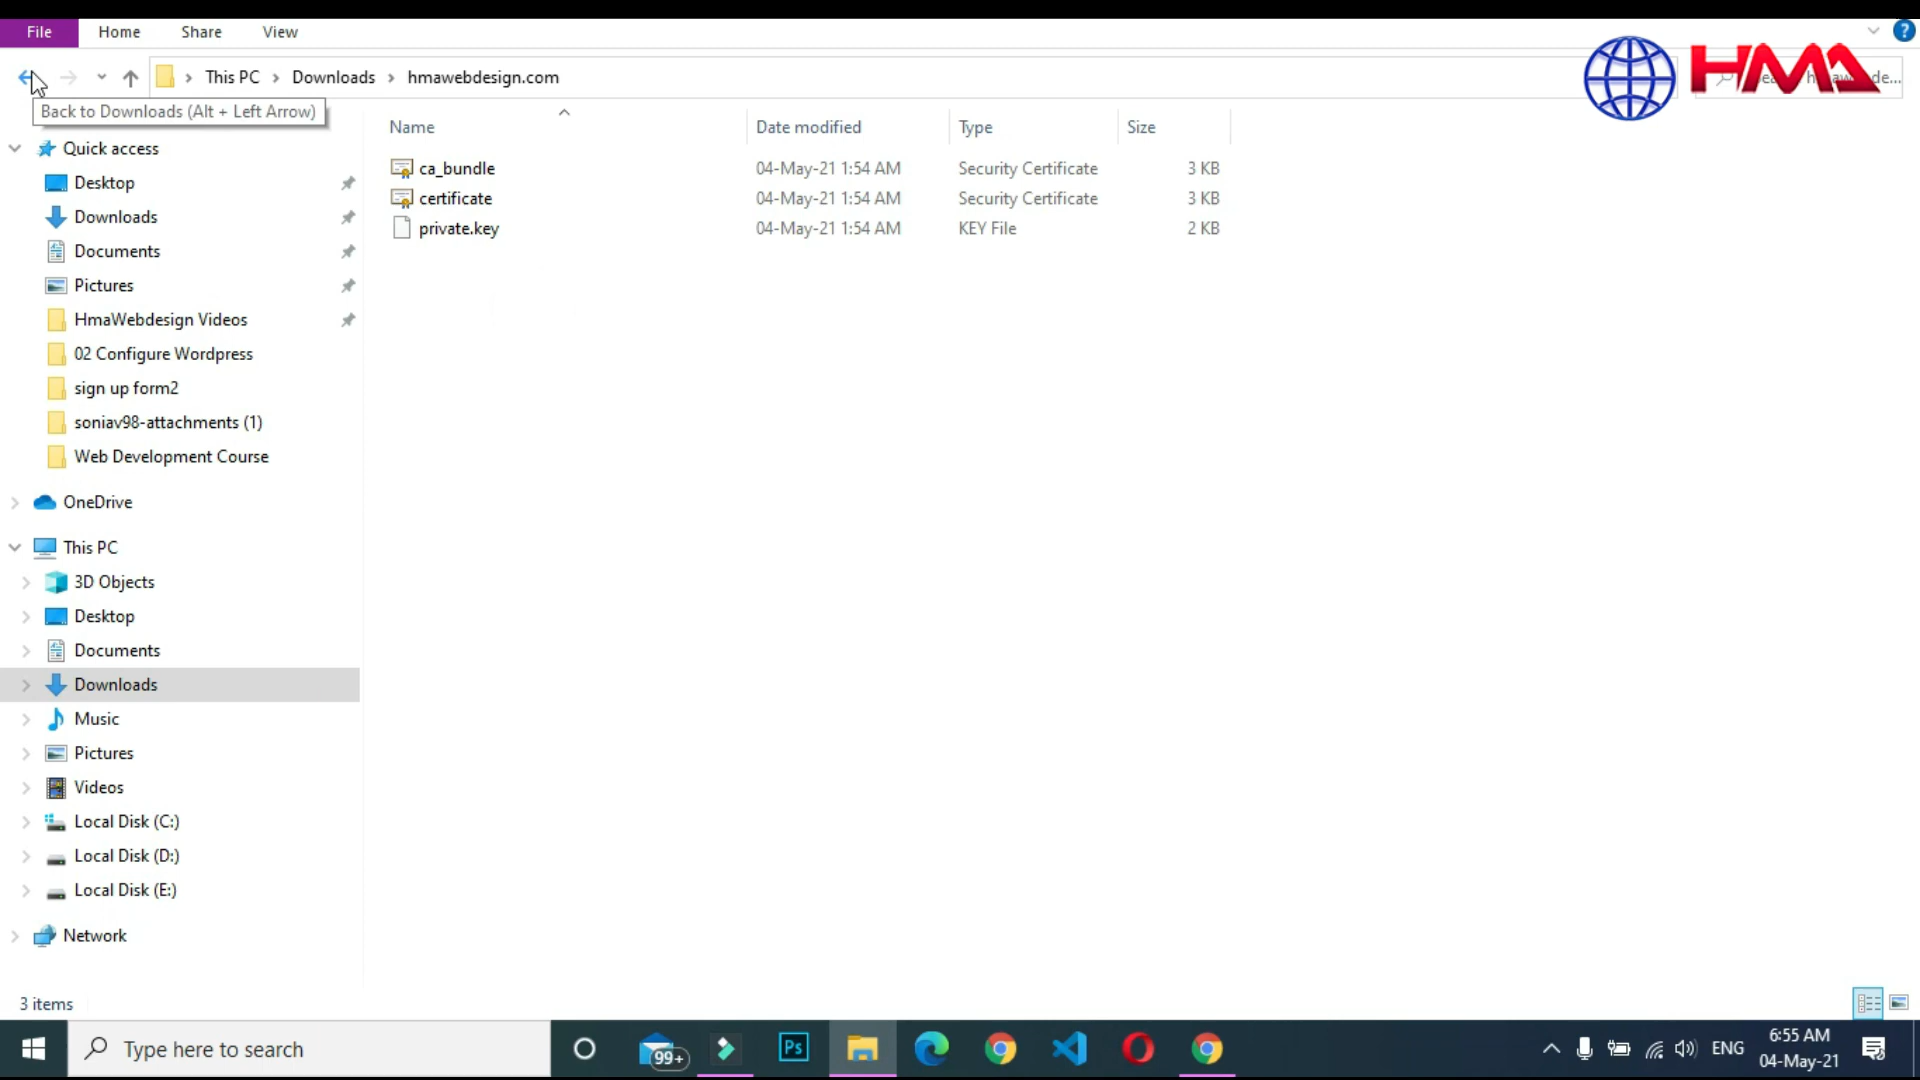 File Home Share View ?
This PC Downloads hmawebdesign.com
HMA
Back to Downloads (Alt + Left Arrow)
Name Date modified Type Size
Quick access
Desktop
Downloads
Documents
Pictures
HmaWebdesign Videos
02 Configure Wordpress
sign up form2
soniav98-attachments (1)
Web Development Course
OneDrive
This PC
3D Objects
Desktop
Documents
Downloads
Music
Pictures
Videos
Local Disk (C:)
Local Disk (D:)
Local Disk (E:)
Network
ca_bundle 04-May-21 1:54 AM Security Certificate 3 KB
certificate 04-May-21 1:54 AM Security Certificate 3 KB
private.key 04-May-21 1:54 AM KEY File 2 KB
3 items
Type here to search
99+
Ps
ENG
6:55 AM
04-May-21